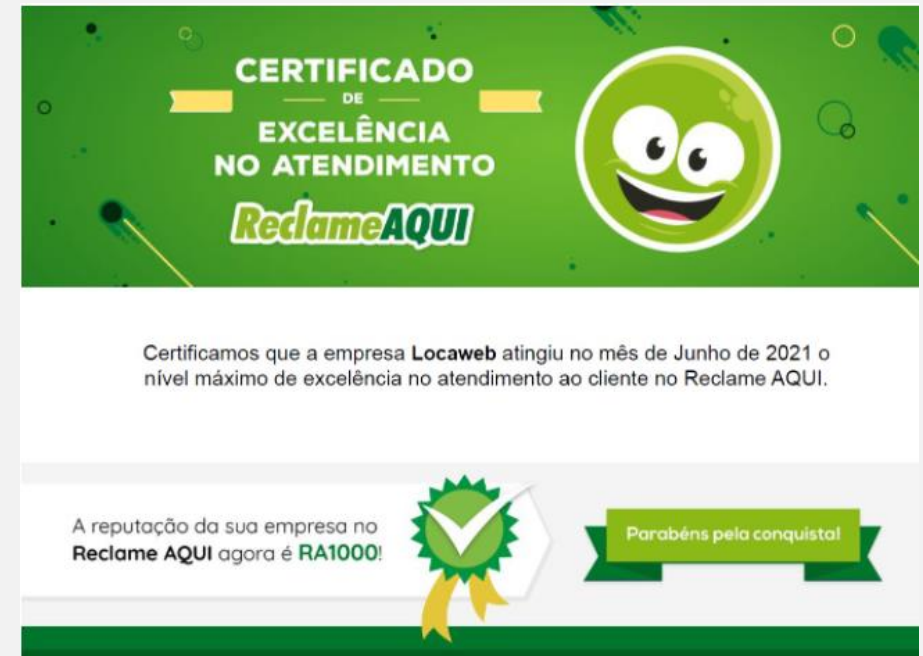 CERTIFICADO
DE
EXCELÊNCIA
NO ATENDIMENTO
ReclameAQUI
Certificamos que a empresa Locaweb atingiu no mês de Junho de 2021 o
nível máximo de excelência no atendimento ao cliente no Reclame AQUI.
A reputação da sua empresa no
Reclame AQUI agora é RA1000!
Parabéns pela conquista!